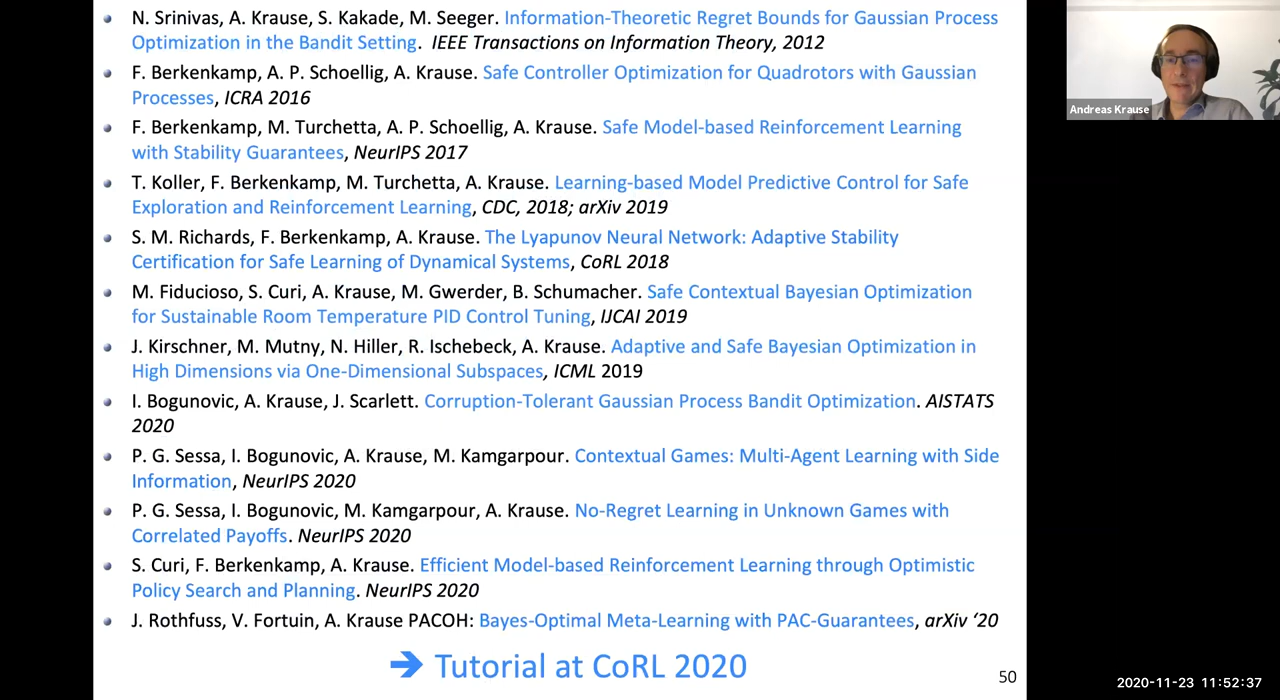 N. Srinivas, A. Krause, S. Kakade, M. Seeger. Information-Theoretic Regret Bounds for Gaussian Process
Optimization in the Bandit Setting. IEEE Transactions on Information Theory, 2012
F. Berkenkamp, A. P. Schoellig, A. Krause. Safe Controller Optimization for Quadrotors with Gaussian
Processes, ICRA 2016
F. Berkenkamp, M. Turchetta, A. P. Schoellig, A. Krause. Safe Model-based Reinforcement Learning
with Stability Guarantees, NeurIPS 2017
T. Koller, F. Berkenkamp, M. Turchetta, A. Krause. Learning-based Model Predictive Control for Safe
Exploration and Reinforcement Learning, CDC, 2018; arXiv 2019
S. M. Richards, F. Berkenkamp, A. Krause. The Lyapunov Neural Network: Adaptive Stability
Certification for Safe Learning of Dynamical Systems, CoRL 2018
M. Fiducioso, S. Curi, A. Krause, M. Gwerder, B. Schumacher. Safe Contextual Bayesian Optimization
for Sustainable Room Temperature PID Control Tuning, IJCAI 2019
J. Kirschner, M. Mutny, N. Hiller, R. Ischebeck, A. Krause. Adaptive and Safe Bayesian Optimization in
High Dimensions via One-Dimensional Subspaces, ICML 2019
I. Bogunovic, A. Krause, J. Scarlett. Corruption-Tolerant Gaussian Process Bandit Optimization. AISTATS
2020
P. G. Sessa, I. Bogunovic, A. Krause, M. Kamgarpour. Contextual Games: Multi-Agent Learning with Side
Information, NeurIPS 2020
P. G. Sessa, I. Bogunovic, M. Kamgarpour, A. Krause. No-Regret Learning in Unknown Games with
Correlated Payoffs. NeurIPS 2020
S. Curi, F. Berkenkamp, A. Krause. Efficient Model-based Reinforcement Learning through Optimistic
Policy Search and Planning. NeurIPS 2020
J. Rothfuss, V. Fortuin, A. Krause PACOH: Bayes-Optimal Meta-Learning with PAC-Guarantees, arXiv ‘20
➔ Tutorial at CoRL 2020
50
Andreas Krause
2020-11-23 11:52:37